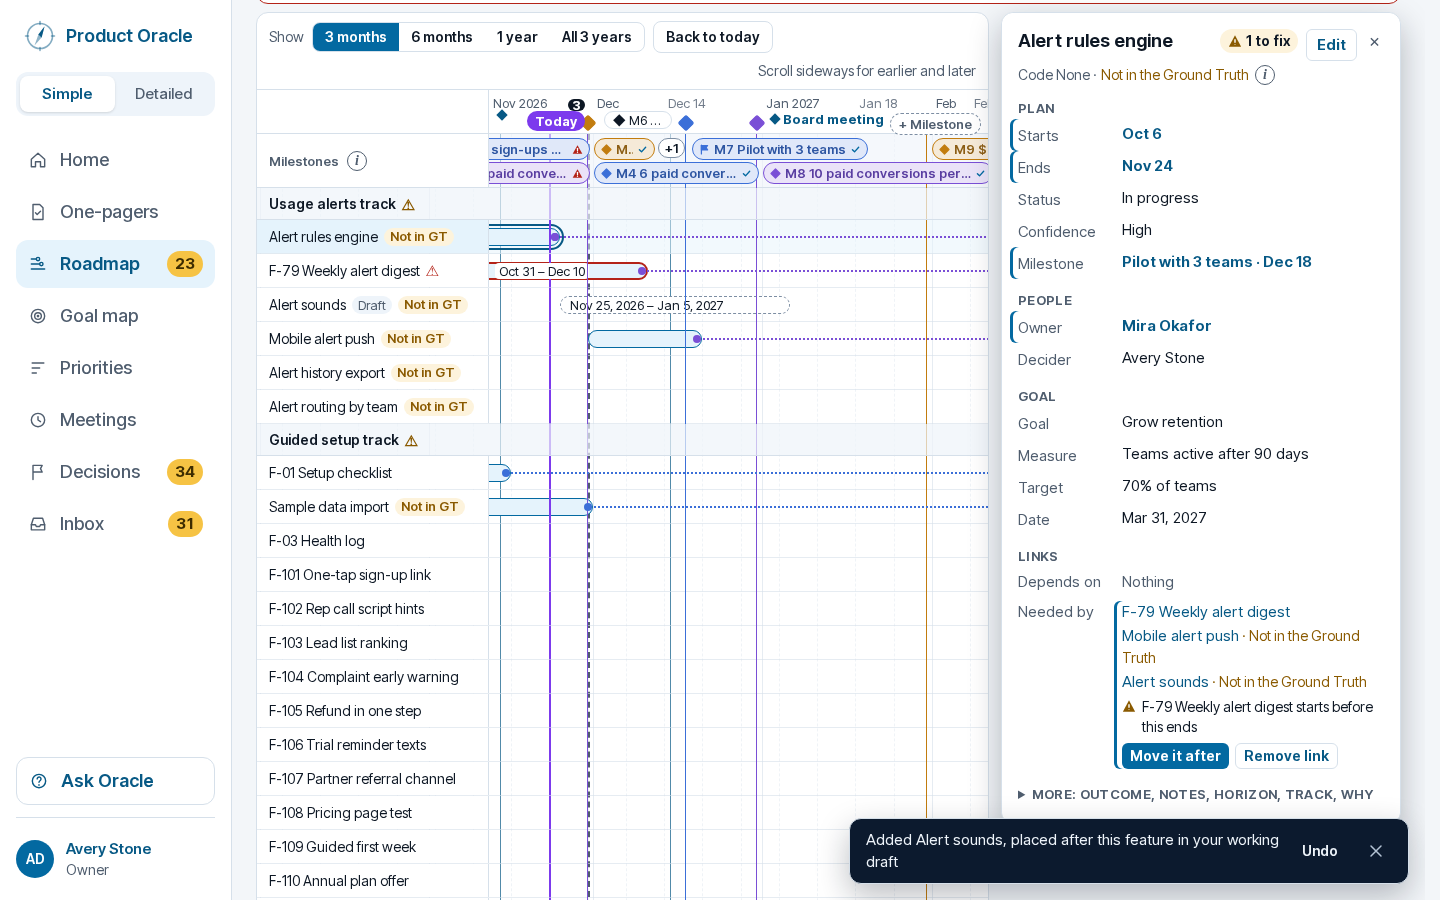 Product Oracle
Simple
Detailed
Home
One-pagers
Roadmap 23
Goal map
Priorities
Meetings
Decisions 34
Inbox 31
Ask Oracle
AD
Avery Stone
Owner
Show
3 months
6 months
1 year
All 3 years
Back to today
Scroll sideways for earlier and later
Nov 2026
3
Dec
Dec 14
Jan 2027
Jan 18
Feb
Fe
Today
M6 ...
Board meeting
+ Milestone
Milestones i
sign-ups ...
M..
+1
M7 Pilot with 3 teams
M9 $
paid conve...
M4 6 paid conver...
M8 10 paid conversions per...
Usage alerts track
Alert rules engine Not in GT
F-79 Weekly alert digest
Oct 31 – Dec 10
Alert sounds Draft Not in GT
Nov 25, 2026 – Jan 5, 2027
Mobile alert push Not in GT
Alert history export Not in GT
Alert routing by team Not in GT
Guided setup track
F-01 Setup checklist
Sample data import Not in GT
F-03 Health log
F-101 One-tap sign-up link
F-102 Rep call script hints
F-103 Lead list ranking
F-104 Complaint early warning
F-105 Refund in one step
F-106 Trial reminder texts
F-107 Partner referral channel
F-108 Pricing page test
F-109 Guided first week
F-110 Annual plan offer
Alert rules engine
1 to fix
Edit
×
Code None · Not in the Ground Truth i
PLAN
Starts Oct 6
Ends Nov 24
Status In progress
Confidence High
Milestone Pilot with 3 teams · Dec 18
PEOPLE
Owner Mira Okafor
Decider Avery Stone
GOAL
Goal Grow retention
Measure Teams active after 90 days
Target 70% of teams
Date Mar 31, 2027
LINKS
Depends on Nothing
Needed by F-79 Weekly alert digest
Mobile alert push · Not in the Ground
Truth
Alert sounds · Not in the Ground Truth
F-79 Weekly alert digest starts before
this ends
Move it after
Remove link
MORE: OUTCOME, NOTES, HORIZON, TRACK, WHY
Added Alert sounds, placed after this feature in your working
draft
Undo